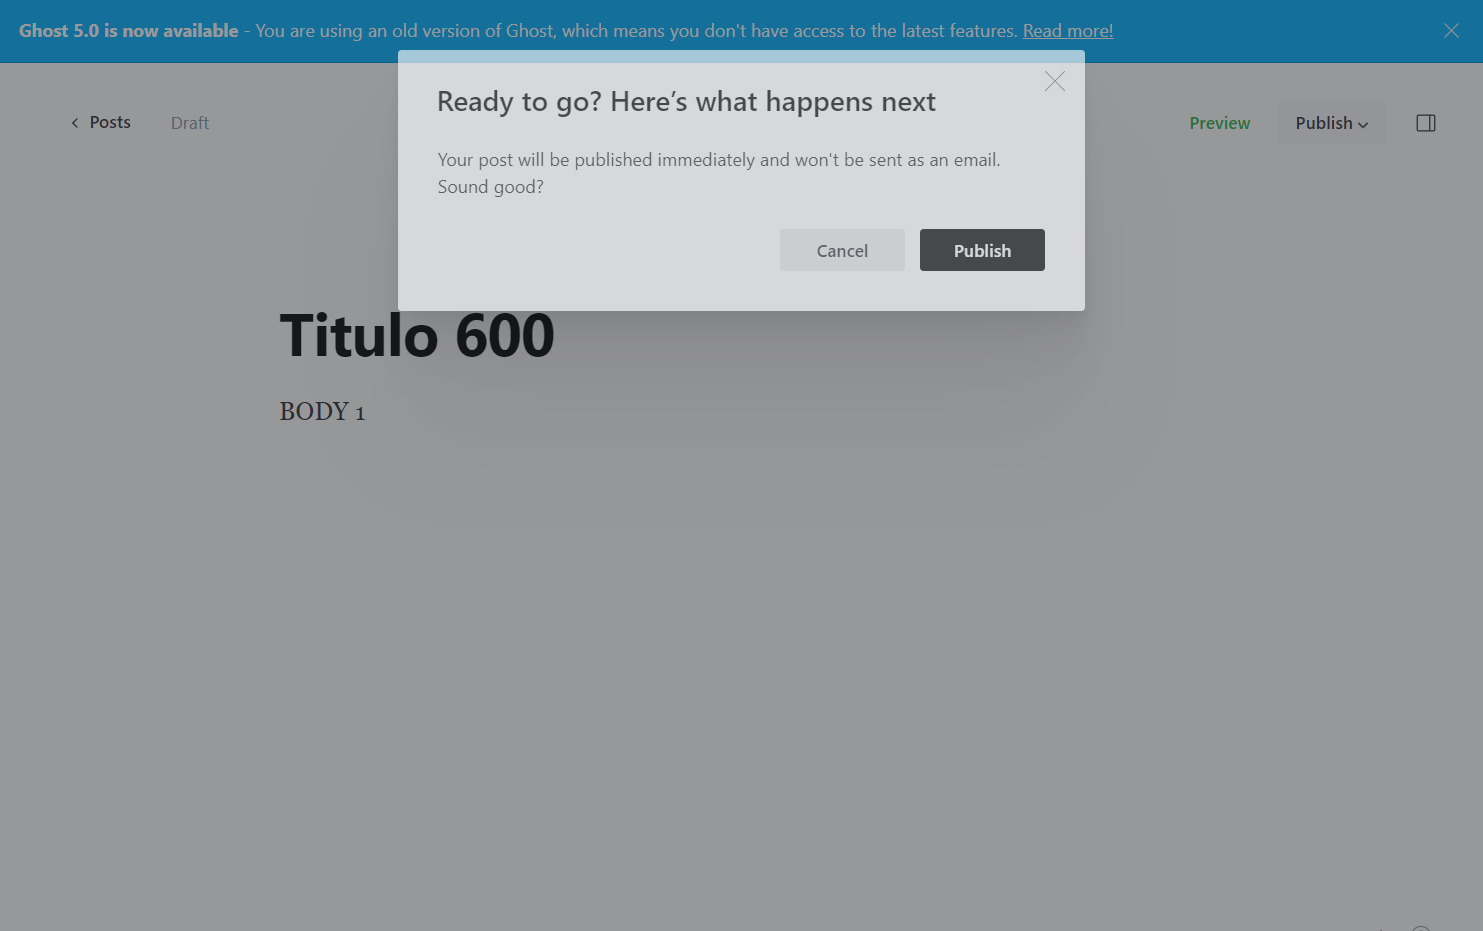 Ghost 5.0 is now available - You are using an old version of Ghost, which means you don't have access to the latest features. Read more!
Ready to go? Here’s what happens next
Posts
Draft
Preview
Publish
Your post will be published immediately and won't be sent as an email.
Sound good?
Cancel
Publish
Titulo 600
BODY 1